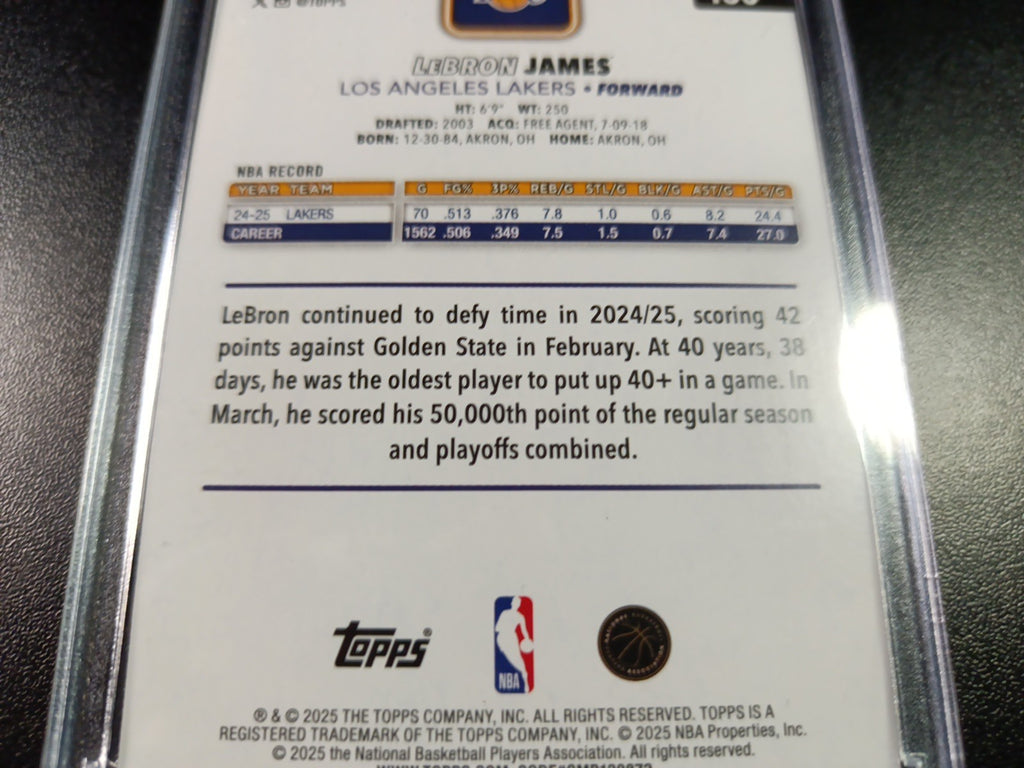 @TOPPS
LEBRON JAMES
LOS ANGELES LAKERS • FORWARD
HT: 6'9" WT: 250
DRAFTED: 2003 ACQ: FREE AGENT, 7-09-18
BORN: 12-30-84, AKRON, OH HOME: AKRON, OH
NBA RECORD
YEAR TEAM G FG% 3P% REB/G STL/G BLK/G AST/G PTS/G
24-25 LAKERS 70 .513 .376 7.8 1.0 0.6 8.2 24.4
CAREER 1562 .506 .349 7.5 1.5 0.7 7.4 27.0
LeBron continued to defy time in 2024/25, scoring 42
points against Golden State in February. At 40 years, 38
days, he was the oldest player to put up 40+ in a game. In
March, he scored his 50,000th point of the regular season
and playoffs combined.
Topps®
NBA
® & © 2025 THE TOPPS COMPANY, INC. ALL RIGHTS RESERVED. TOPPS IS A
REGISTERED TRADEMARK OF THE TOPPS COMPANY, INC. © 2025 NBA Properties, Inc.
© 2025 the National Basketball Players Association. All rights reserved.